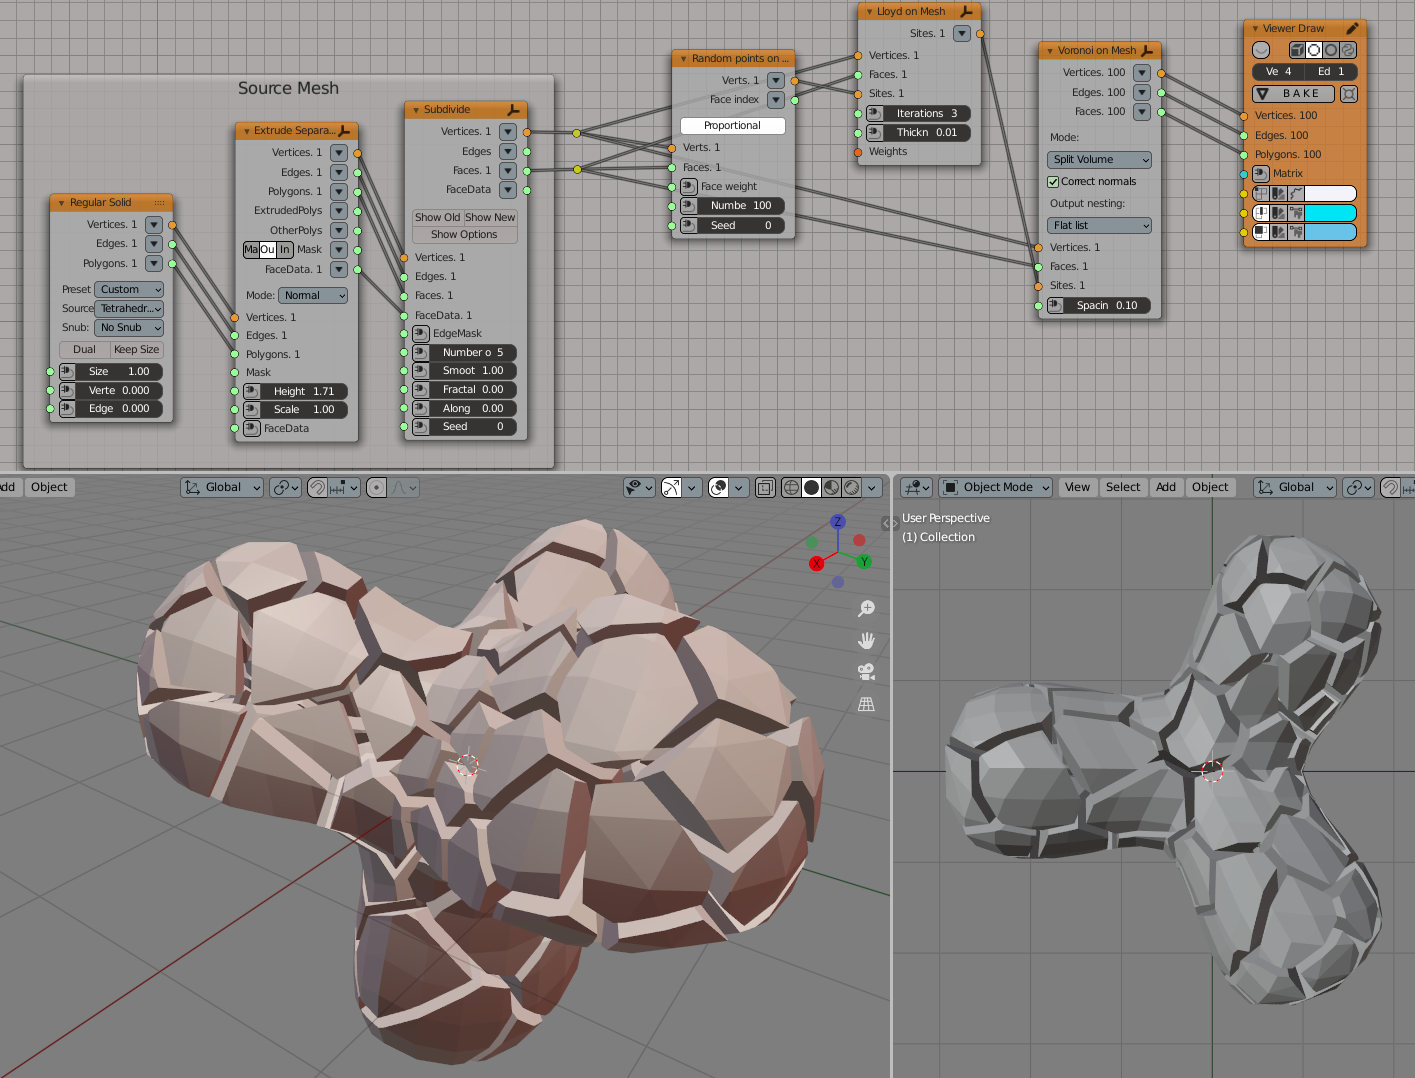 Source Mesh
Regular Solid
Vertices. 1
Edges. 1
Polygons. 1
Preset Custom
Source Tetrahedr...
Snub: No Snub
Dual Keep Size
Size 1.00
Verte 0.000
Edge 0.000
Extrude Separa...
Vertices. 1
Edges. 1
Polygons. 1
ExtrudedPolys
OtherPolys
Ma Ou In Mask
FaceData. 1
Mode: Normal
Vertices. 1
Edges. 1
Polygons. 1
Mask
Height 1.71
Scale 1.00
FaceData
Subdivide
Vertices. 1
Edges
Faces. 1
FaceData
Show Old Show New
Show Options
Vertices. 1
Edges. 1
Faces. 1
FaceData. 1
EdgeMask
Number o 5
Smoot 1.00
Fractal 0.00
Along 0.00
Seed 0
Random points on ...
Verts. 1
Face index
Proportional
Verts. 1
Faces. 1
Face weight
Numbe 100
Seed 0
Lloyd on Mesh
Sites. 1
Vertices. 1
Faces. 1
Sites. 1
Iterations 3
Thickn 0.01
Weights
Voronoi on Mesh
Vertices. 100
Edges. 100
Faces. 100
Mode:
Split Volume
Correct normals
Output nesting:
Flat list
Vertices. 1
Faces. 1
Sites. 1
Spacin 0.10
Viewer Draw
Ve 4 Ed 1
BAKE
Vertices. 100
Edges. 100
Polygons. 100
Matrix
dd Object Global
Z
X
Y
Object Mode View Select Add Object Global
User Perspective
(1) Collection